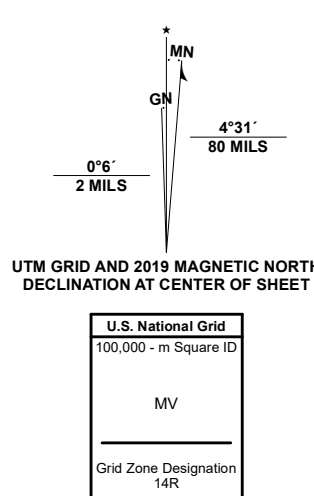 MN
GN
4°31´
80 MILS
0°6´
2 MILS
UTM GRID AND 2019 MAGNETIC NORTH
DECLINATION AT CENTER OF SHEET
U.S. National Grid
100,000 - m Square ID
MV
Grid Zone Designation
14R